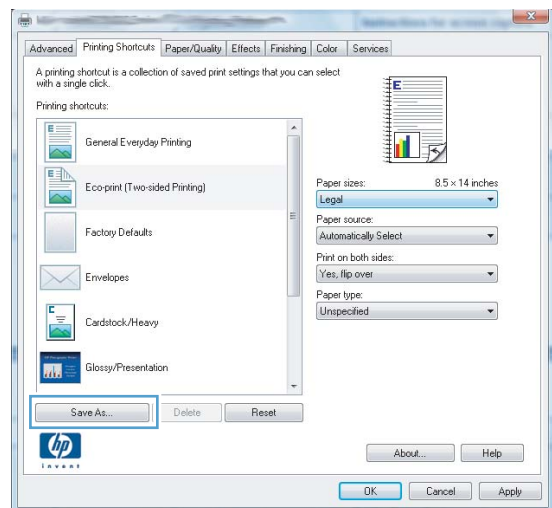 Advanced Printing Shortcuts Paper/Quality Effects Finishing Color Services
A printing shortcut is a collection of saved print settings that you can select
with a single click.
Printing shortcuts:
E
General Everyday Printing
E
Eco-print (Two-sided Printing)
Factory Defaults
Envelopes
E
Cardstock/Heavy
Glossy/Presentation
Save As... Delete Reset
E
Paper sizes: 8.5 × 14 inches
Legal
Paper source:
Automatically Select
Print on both sides:
Yes, flip over
Paper type:
Unspecified
hp
invent
About... Help
OK Cancel Apply